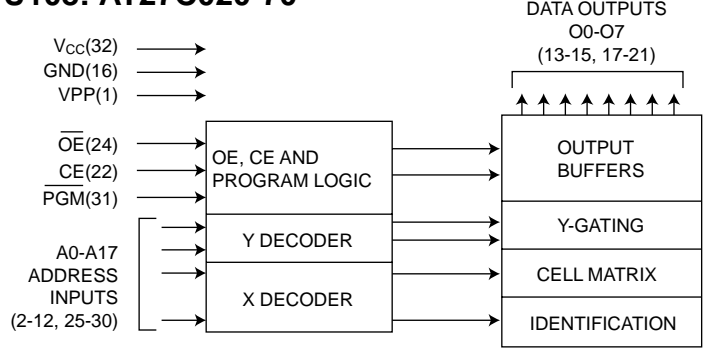 DATA OUTPUTS
O0-O7
(13-15, 17-21)
VCC(32)
GND(16)
VPP(1)
OE(24)
CE(22)
PGM(31)
OE, CE AND
PROGRAM LOGIC
OUTPUT
BUFFERS
Y DECODER
Y-GATING
A0-A17
ADDRESS
INPUTS
(2-12, 25-30)
X DECODER
CELL MATRIX
IDENTIFICATION